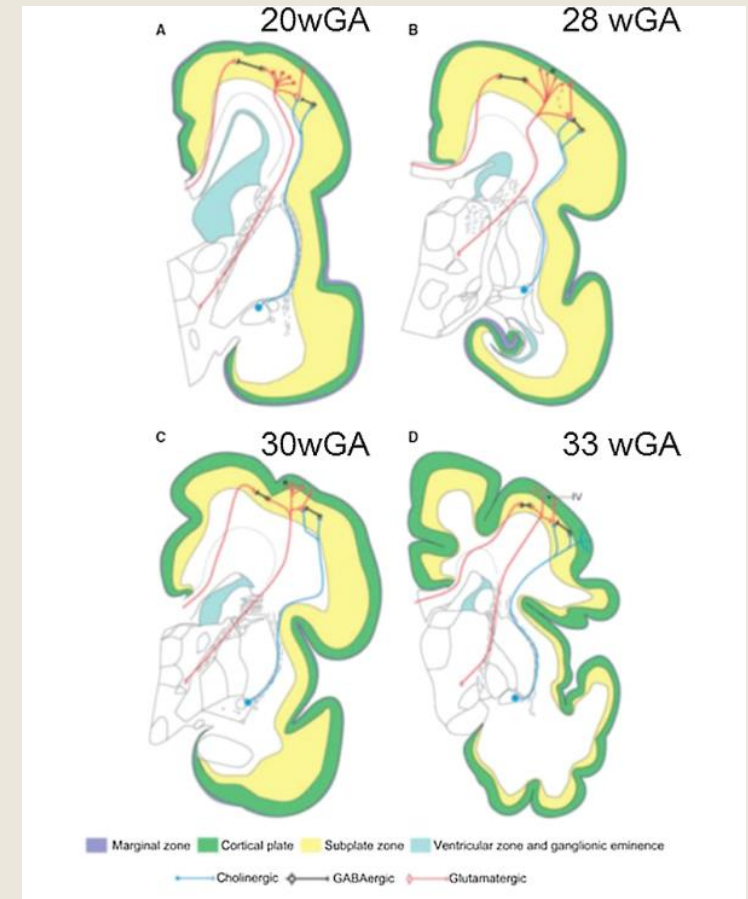 A 20wGA
B 28 wGA
C 30wGA
D 33 wGA
IV
Marginal zone Cortical plate Subplate zone Ventricular zone and ganglionic eminence
Cholinergic GABAergic Glutamatergic